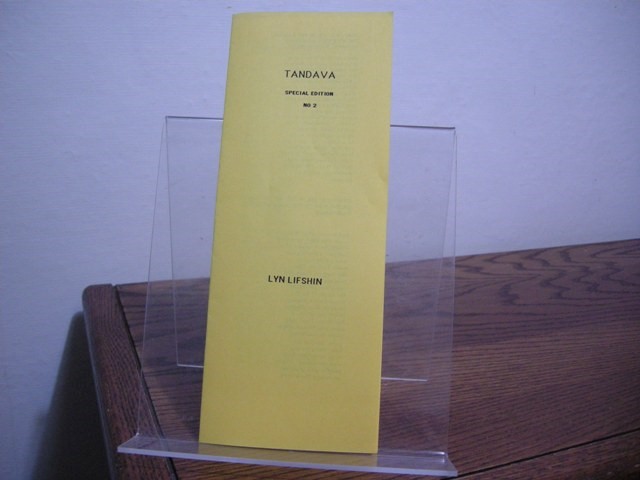 TANDAVA
SPECIAL EDITION
NO 2
LYN LIFSHIN